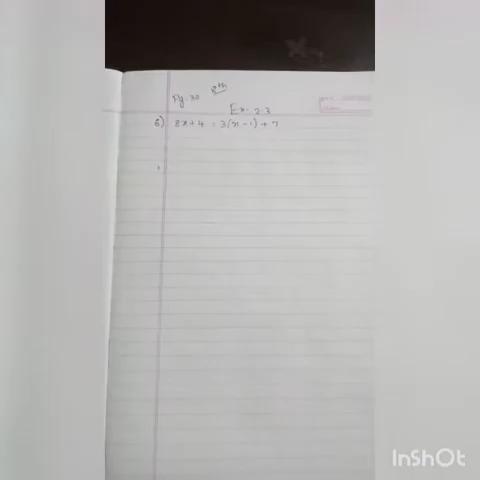 8th
Pg. 30
Ex. 2.3
6) 8x + 4 = 3(x - 1) + 7
InShOt